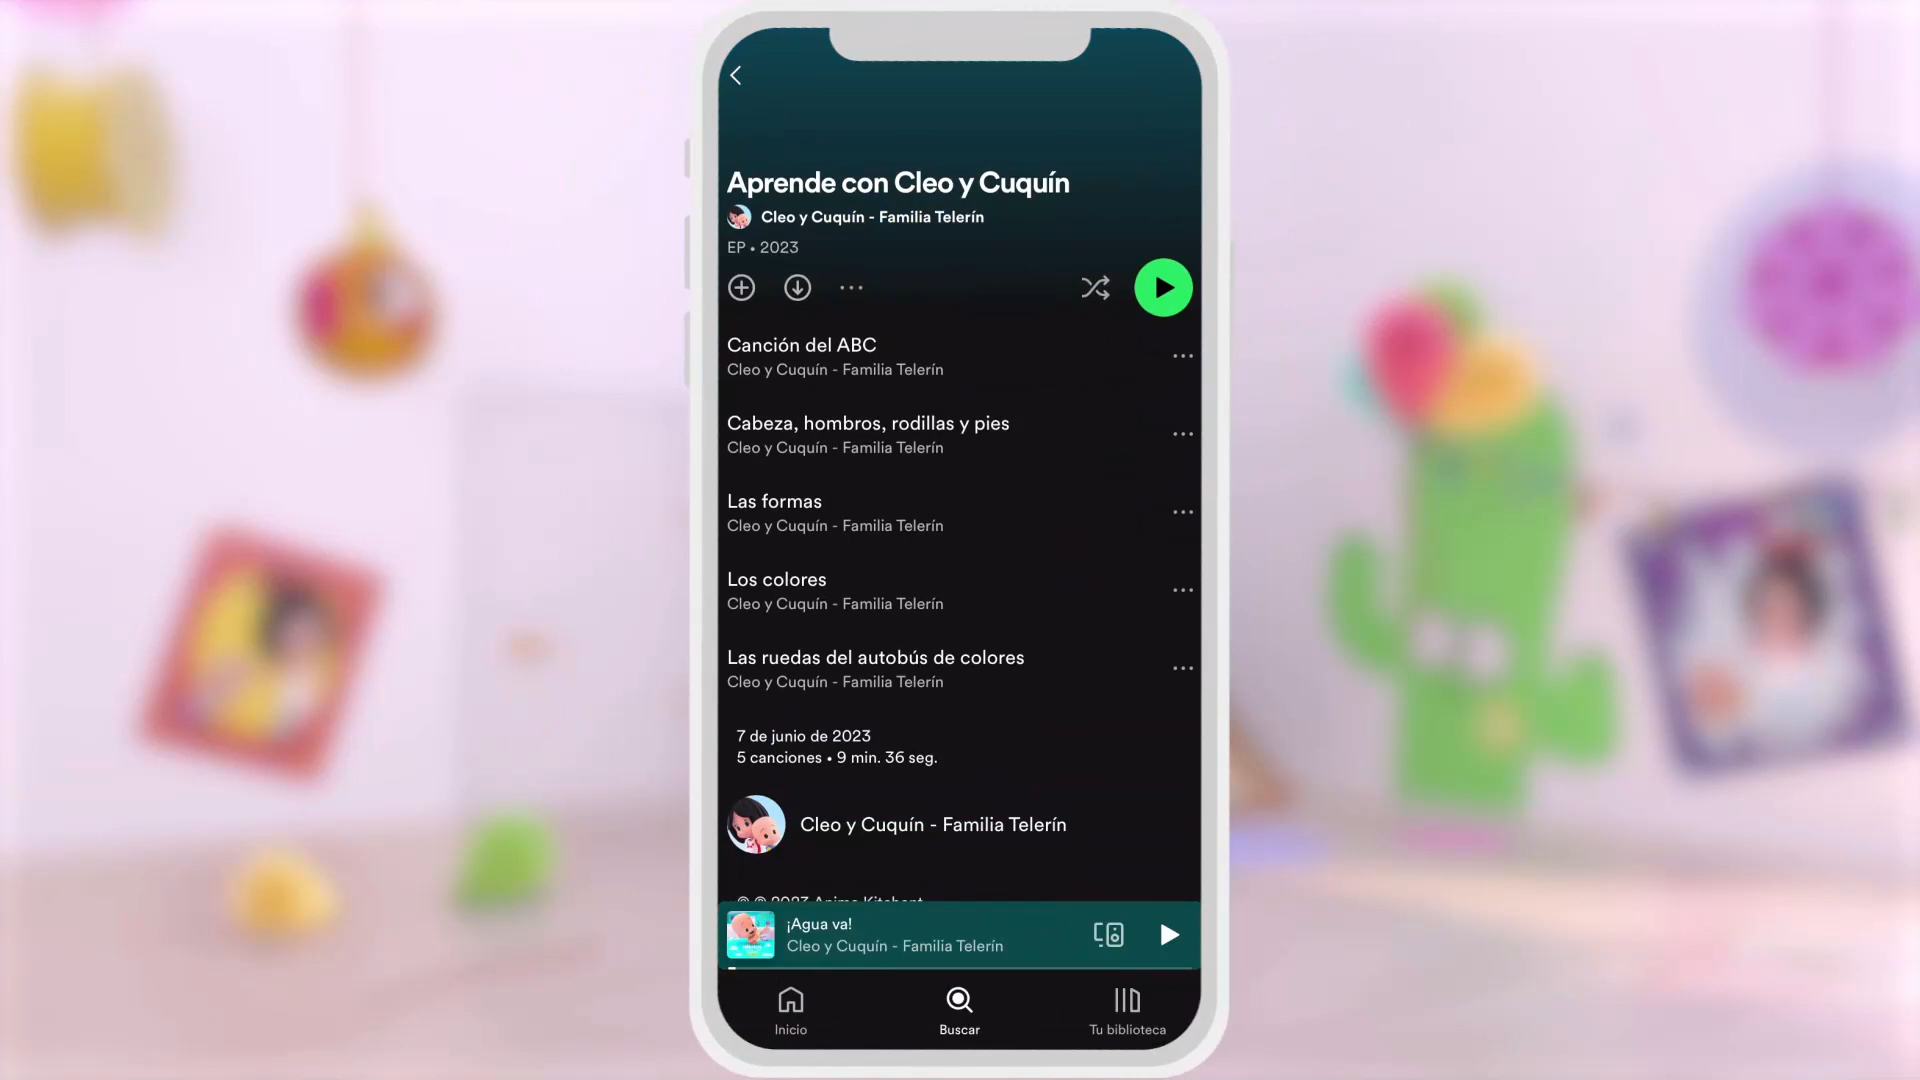 Aprende con Cleo y Cuquín
Cleo y Cuquín - Familia Telerín
EP • 2023
Canción del ABC
Cleo y Cuquín - Familia Telerín
Cabeza, hombros, rodillas y pies
Cleo y Cuquín - Familia Telerín
Las formas
Cleo y Cuquín - Familia Telerín
Los colores
Cleo y Cuquín - Familia Telerín
Las ruedas del autobús de colores
Cleo y Cuquín - Familia Telerín
7 de junio de 2023
5 canciones • 9 min. 36 seg.
Cleo y Cuquín - Familia Telerín
2023 Anima Kitchent
¡Agua va!
Cleo y Cuquín - Familia Telerín
Inicio
Buscar
Tu biblioteca